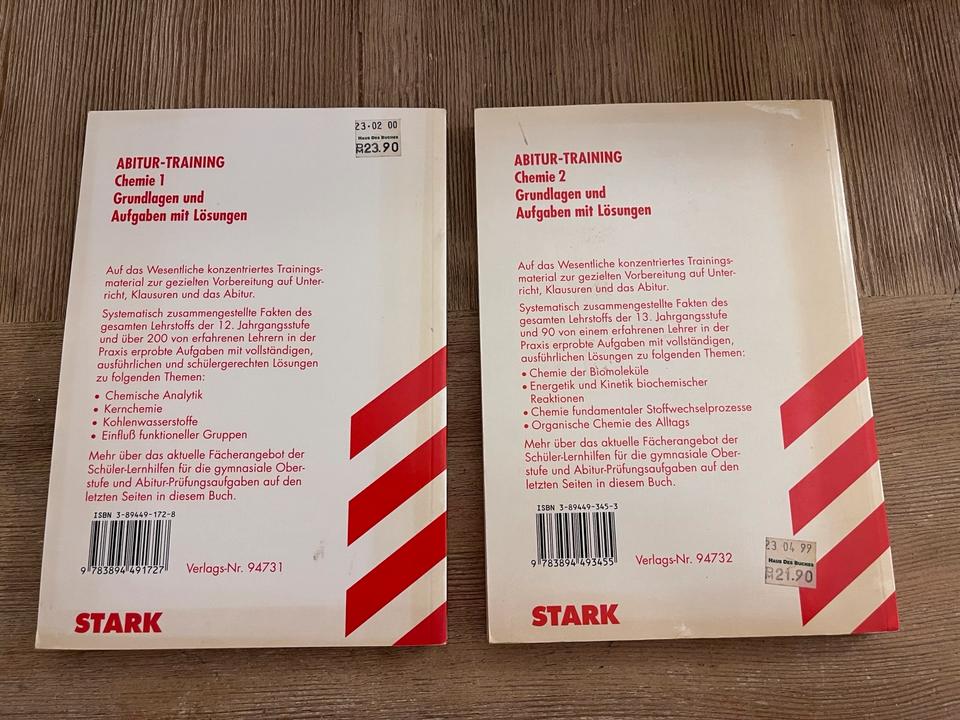 23-02 00
HAUS DES BUCHES
23.90
ABITUR-TRAINING
Chemie 1
Grundlagen und
Aufgaben mit Lösungen
Auf das Wesentliche konzentriertes Trainings-
material zur gezielten Vorbereitung auf Unter-
richt, Klausuren und das Abitur.
Systematisch zusammengestellte Fakten des
gesamten Lehrstoffs der 12. Jahrgangsstufe
und über 200 von erfahrenen Lehrern in der
Praxis erprobte Aufgaben mit vollständigen,
ausführlichen und schülergerechten Lösungen
zu folgenden Themen:
• Chemische Analytik
• Kernchemie
• Kohlenwasserstoffe
• Einfluß funktioneller Gruppen
Mehr über das aktuelle Fächerangebot der
Schüler-Lernhilfen für die gymnasiale Ober-
stufe und Abitur-Prüfungsaufgaben auf den
letzten Seiten in diesem Buch.
ISBN 3-89449-172-8
9 783894 491727
Verlags-Nr. 94731
STARK
ABITUR-TRAINING
Chemie 2
Grundlagen und
Aufgaben mit Lösungen
Auf das Wesentliche konzentriertes Trainings-
material zur gezielten Vorbereitung auf Unter-
richt, Klausuren und das Abitur.
Systematisch zusammengestellte Fakten des
gesamten Lehrstoffs der 13. Jahrgangsstufe
und 90 von einem erfahrenen Lehrer in der
Praxis erprobte Aufgaben mit vollständigen,
ausführlichen Lösungen zu folgenden Themen:
• Chemie der Biomoleküle
• Energetik und Kinetik biochemischer
Reaktionen
• Chemie fundamentaler Stoffwechselprozesse
• Organische Chemie des Alltags
Mehr über das aktuelle Fächerangebot der
Schüler-Lernhilfen für die gymnasiale Ober-
stufe und Abitur-Prüfungsaufgaben auf den
letzten Seiten in diesem Buch.
ISBN 3-89449-345-3
9 783894 493455
Verlags-Nr. 94732
23 04 99
HAUS DES BUCHES
21.90
STARK